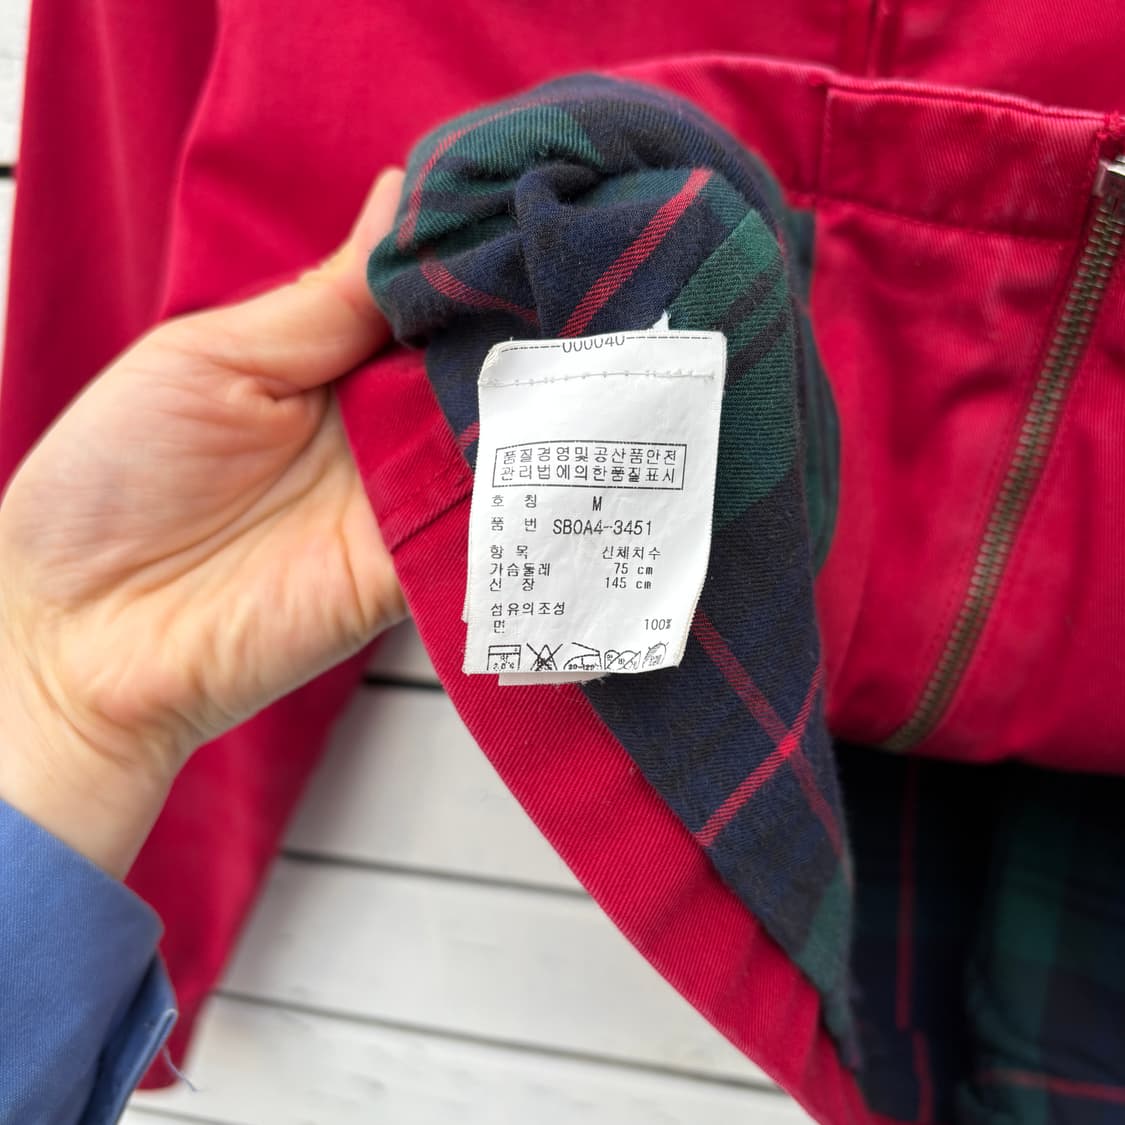 000040
품질경영및공산품안전
관리법에의한품질표시
호 칭 M
품 번 SB0A4-3451
항 목 신체치수
가슴둘레 75 cm
신 장 145 cm
섬유의조성
면 100%